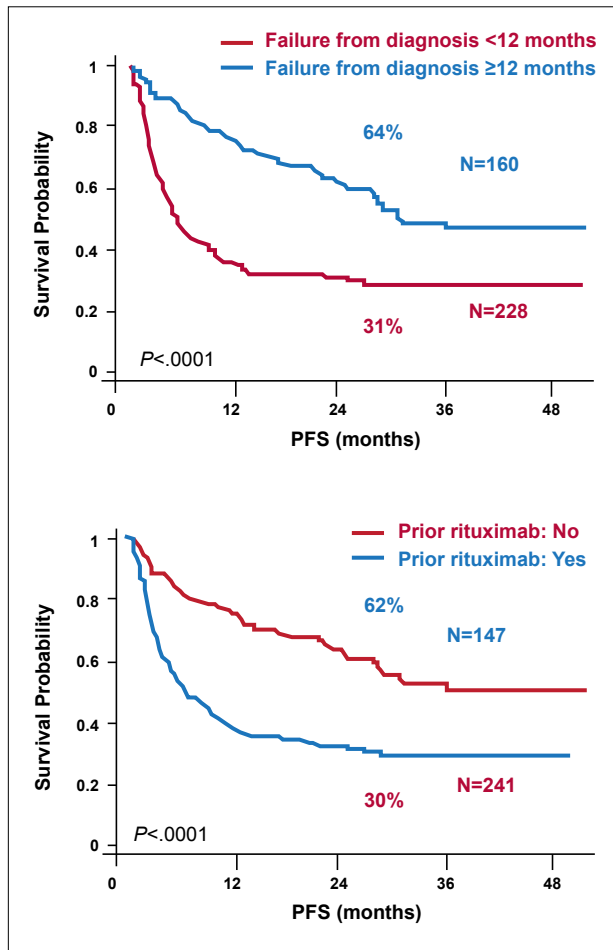 Failure from diagnosis <12 months
Failure from diagnosis ≥12 months
1
0.8
0.6
0.4
0.2
0
Survival Probability
64%
N=160
N=228
31%
P<.0001
0
12
24
36
48
PFS (months)
Prior rituximab: No
Prior rituximab: Yes
1
0.8
0.6
0.4
0.2
0
Survival Probability
62%
N=147
N=241
30%
P<.0001
0
12
24
36
48
PFS (months)